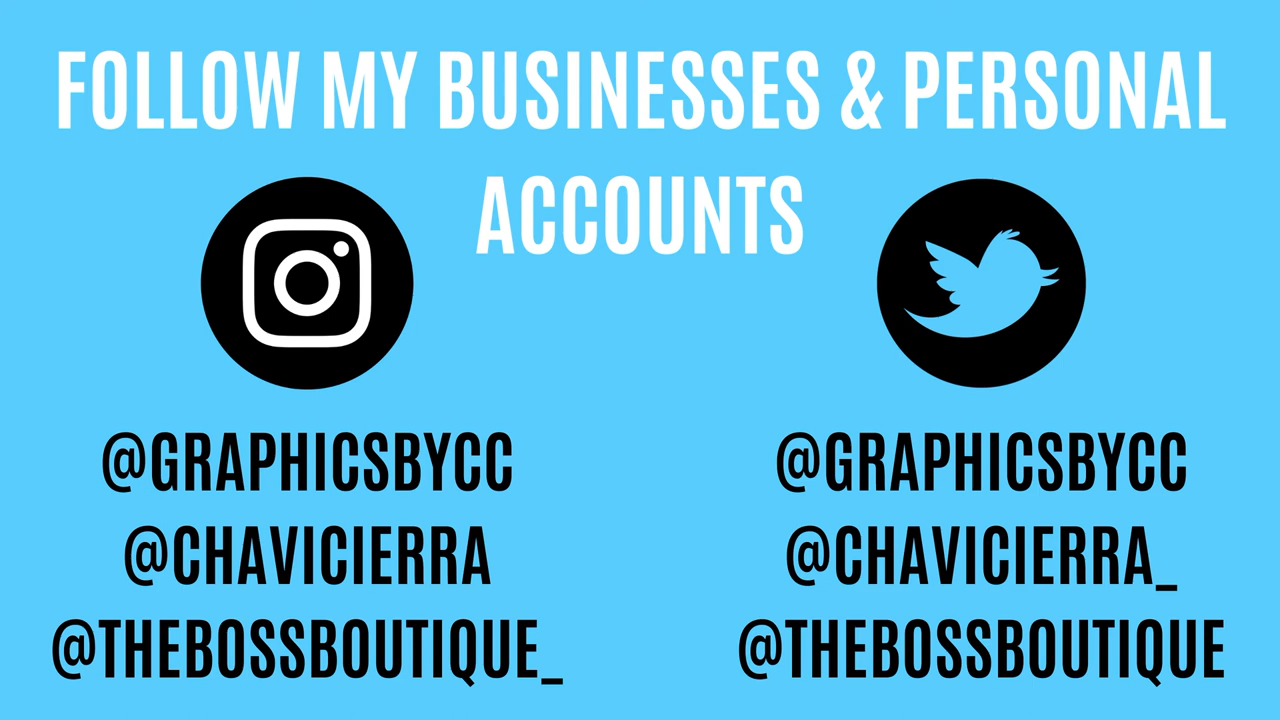 FOLLOW MY BUSINESSES & PERSONAL
ACCOUNTS
@GRAPHICSBYCC
@CHAVICIERRA
@THEBOSSBOUTIQUE_
@GRAPHICSBYCC
@CHAVICIERRA_
@THEBOSSBOUTIQUE